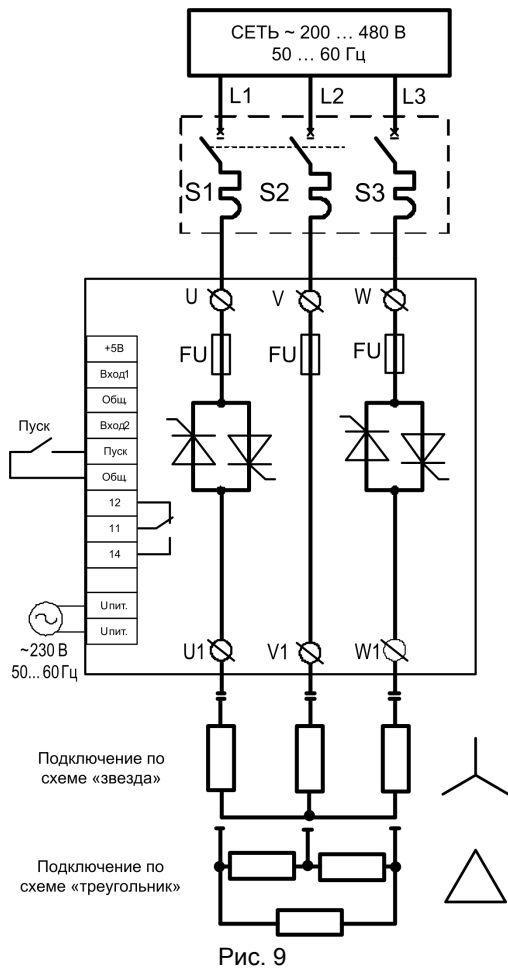 СЕТЬ ~ 200 ... 480 В
50 ... 60 Гц
L1
L2
L3
S1
S2
S3
U
V
W
FU
FU
FU
+5В
Вход1
Общ.
Вход2
Пуск
Общ.
12
11
14
Uпит.
Uпит.
Пуск
~230 В
50... 60 Гц
U1
V1
W1
Подключение по
схеме «звезда»
Подключение по
схеме «треугольник»
Рис. 9